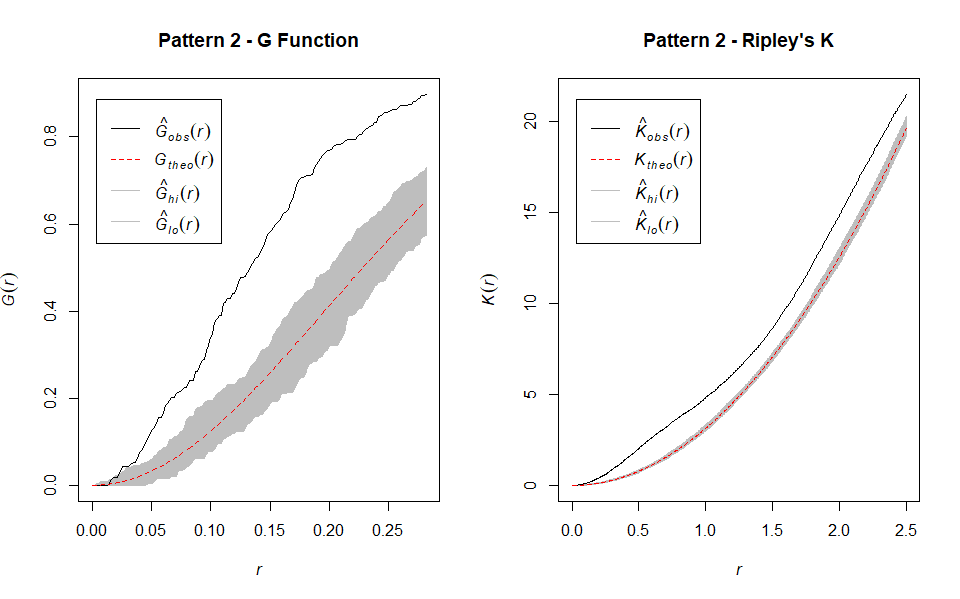 Pattern 2 - G Function
Ĝobs(r)
Gtheo(r)
Ĝhi(r)
Ĝlo(r)
G(r)
0.0
0.2
0.4
0.6
0.8
0.00 0.05 0.10 0.15 0.20 0.25
r
Pattern 2 - Ripley's K
K̂obs(r)
Ktheo(r)
K̂hi(r)
K̂lo(r)
K(r)
0
5
10
15
20
0.0 0.5 1.0 1.5 2.0 2.5
r